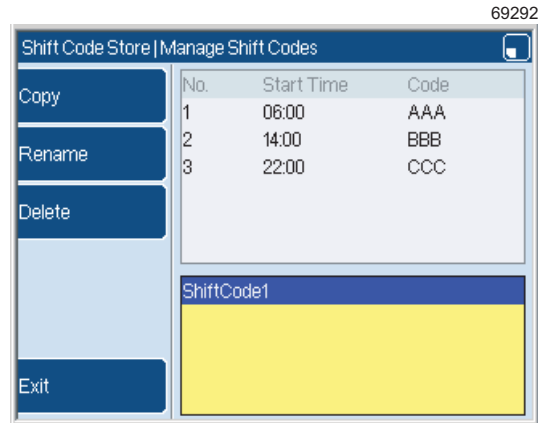 69292
Shift Code Store | Manage Shift Codes
Copy
Rename
Delete
Exit
No. Start Time Code
1 06:00 AAA
2 14:00 BBB
3 22:00 CCC
ShiftCode1